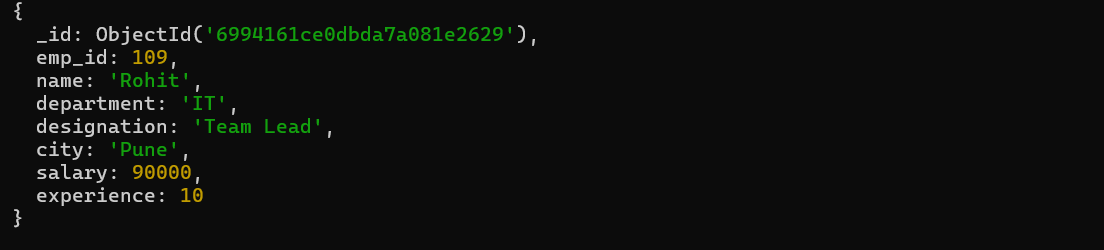 {
  _id: ObjectId('6994161ce0dbda7a081e2629'),
  emp_id: 109,
  name: 'Rohit',
  department: 'IT',
  designation: 'Team Lead',
  city: 'Pune',
  salary: 90000,
  experience: 10
}